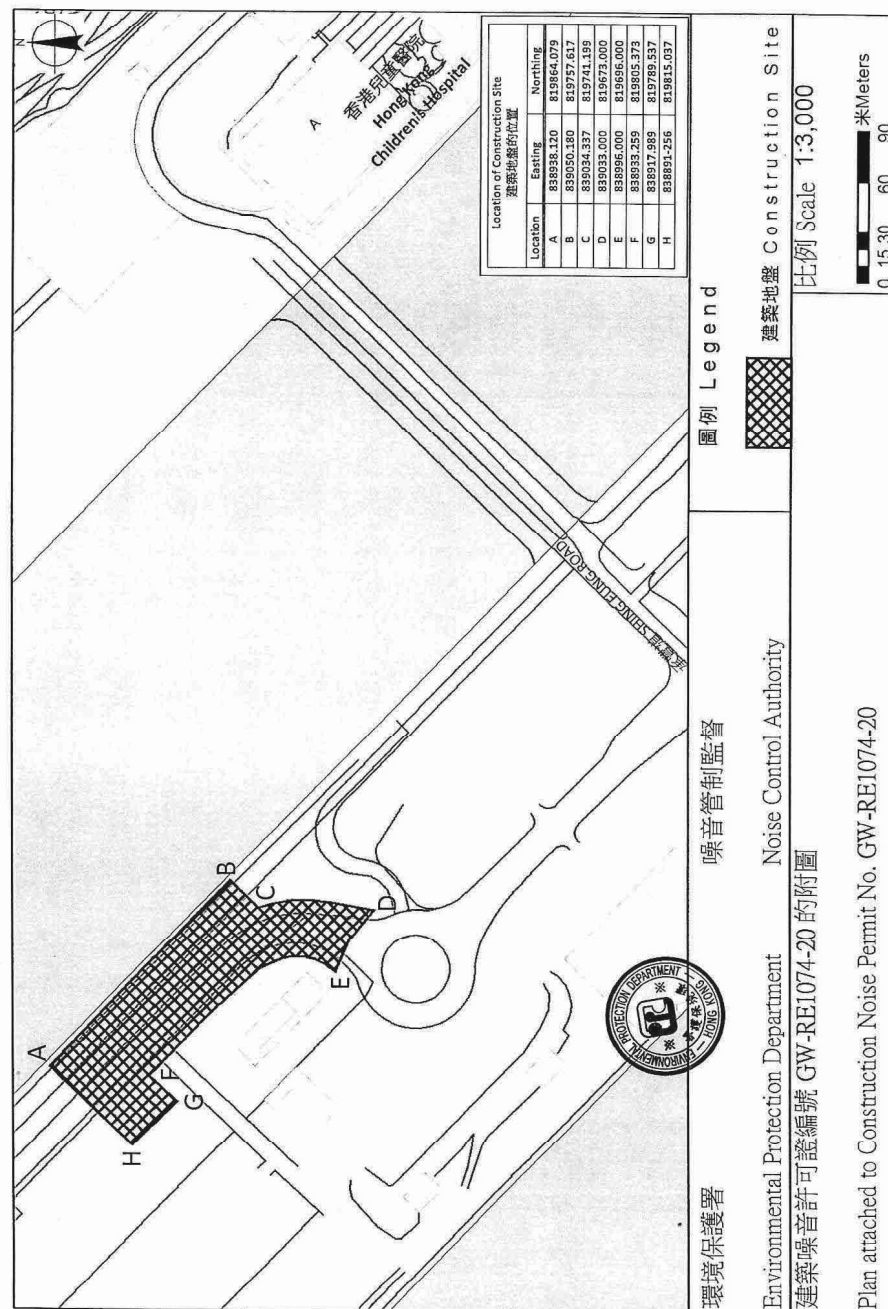 N
香港兒童醫院
Hong Kong
Children's Hospital
A
A
B
C
D
E
F
G
H
承豐道 SHING FUNG ROAD
Location of Construction Site
建築地盤的位置
Location Easting Northing
A 838938.120 819864.079
B 839050.180 819757.617
C 839034.337 819741.199
D 839033.000 819673.000
E 838996.000 819696.000
F 838933.259 819805.373
G 838917.989 819789.537
H 838891-256 819815.037
ENVIRONMENTAL PROTECTION DEPARTMENT — HONG KONG —
環境保護署
Environmental Protection Department
噪音管制監督
Noise Control Authority
圖例 Legend
建築地盤 Construction Site
建築噪音許可證編號 GW-RE1074-20 的附圖
Plan attached to Construction Noise Permit No. GW-RE1074-20
比例 Scale 1:3,000
米Meters
0 15 30 60 90